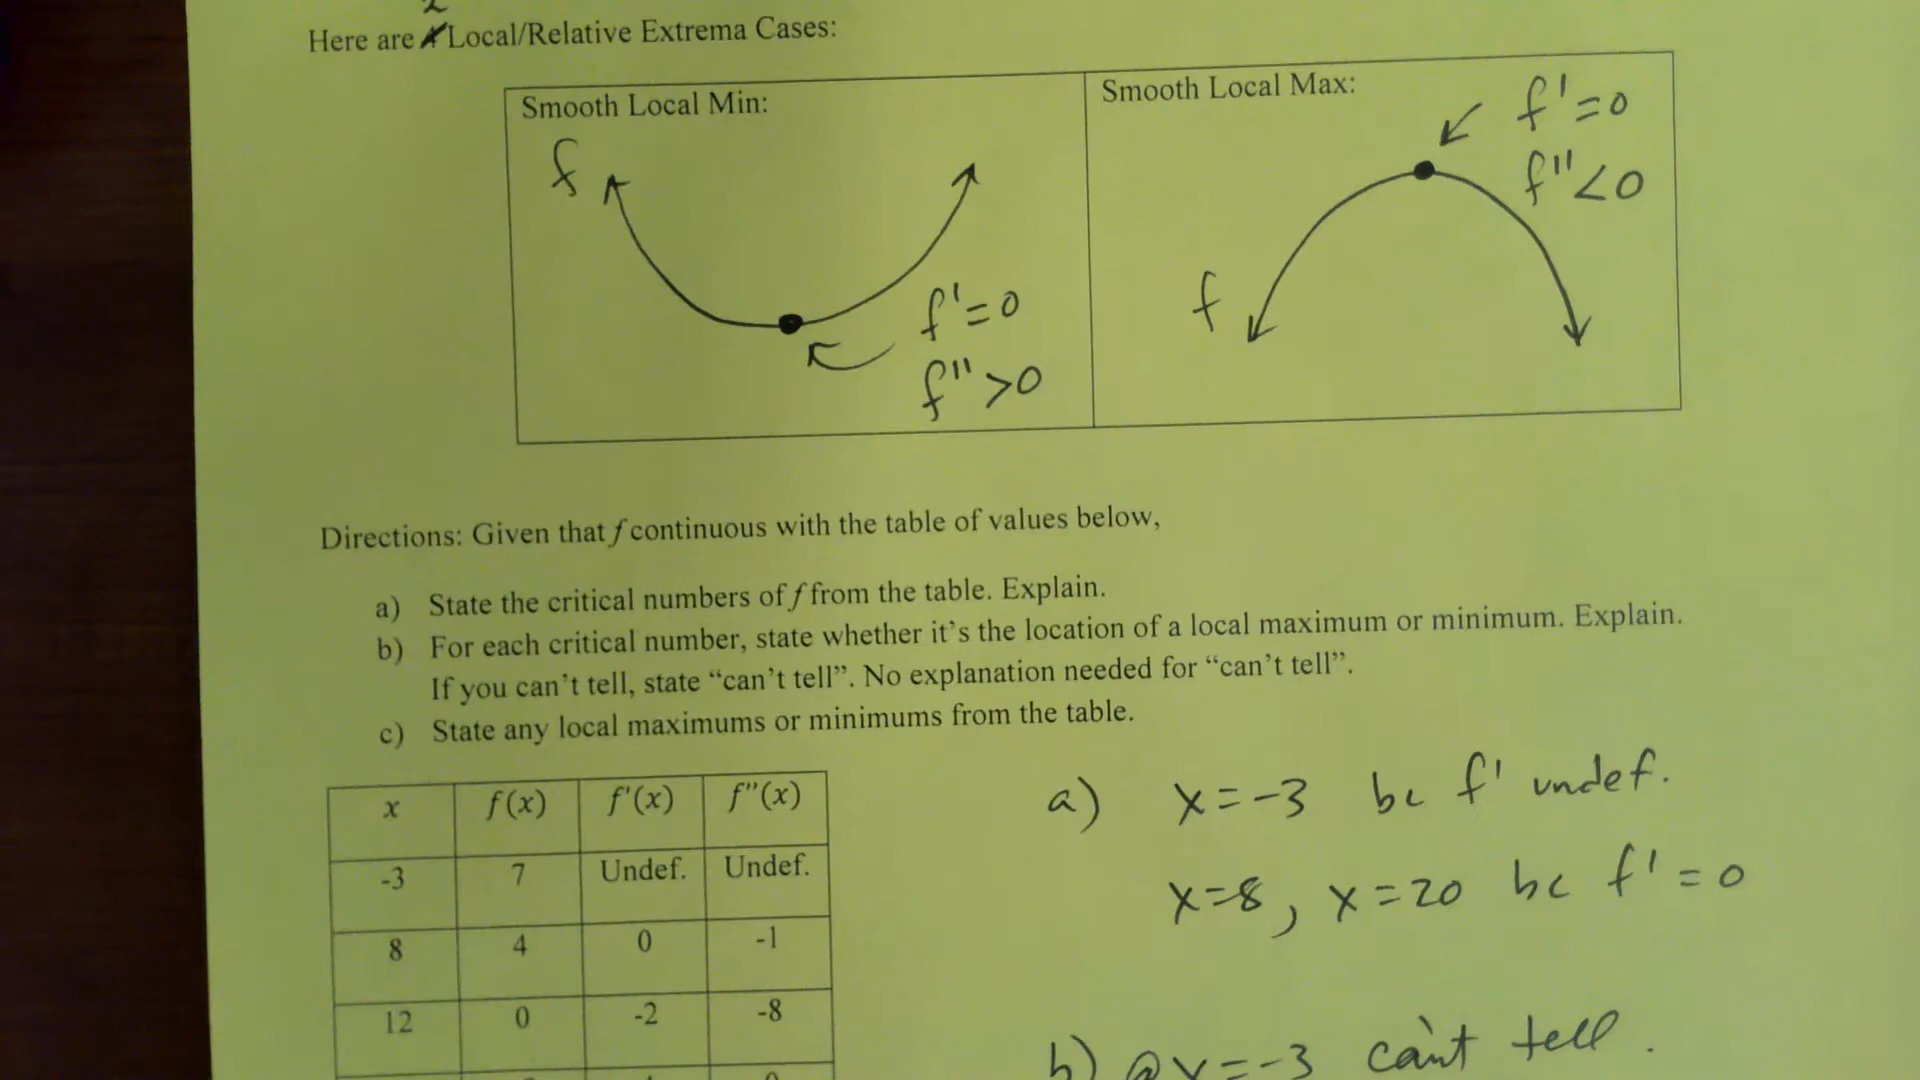 2
Here are 4 Local/Relative Extrema Cases:
Smooth Local Min:
f
f'=0
f">0
Smooth Local Max:
f'=0
f"<0
f
Directions: Given that f continuous with the table of values below,
a) State the critical numbers of f from the table. Explain.
b) For each critical number, state whether it's the location of a local maximum or minimum. Explain.
If you can't tell, state “can't tell”. No explanation needed for “can't tell”.
c) State any local maximums or minimums from the table.
x f(x) f'(x) f"(x)
-3 7 Undef. Undef.
8 4 0 -1
12 0 -2 -8
a) x=-3 bc f' undef.
x=8, x=20 bc f'=0
b) @x=-3 can't tell.